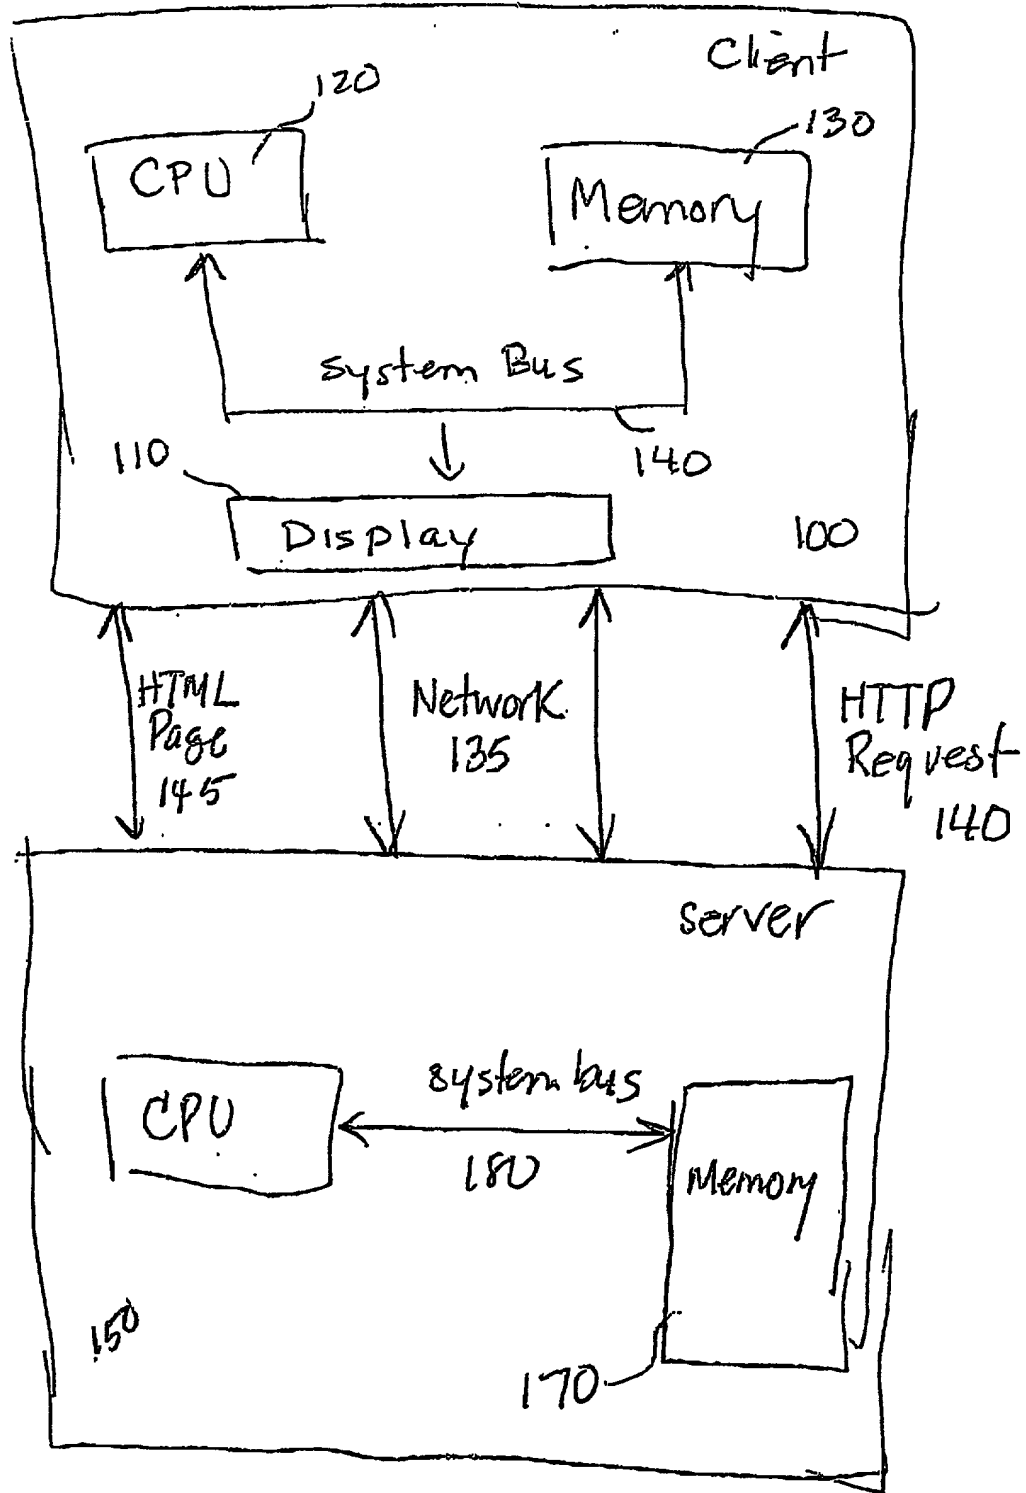 Client
120
130
CPU
Memory
System Bus
110
140
Display
100
HTML
Page
145
Network
135
HTTP
Request
140
server
system bus
CPU
180
Memory
150
170